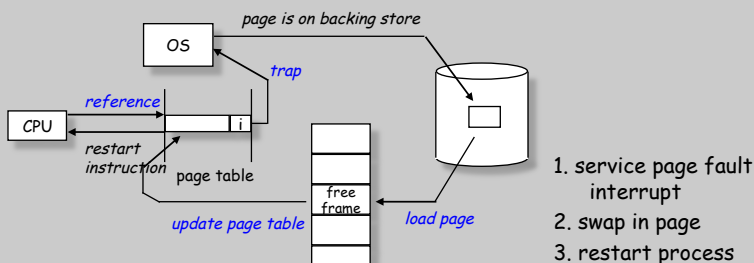 page is on backing store
OS
trap
reference
CPU
i
restart
instruction
page table
free
frame
update page table
load page
1. service page fault
interrupt
2. swap in page
3. restart process